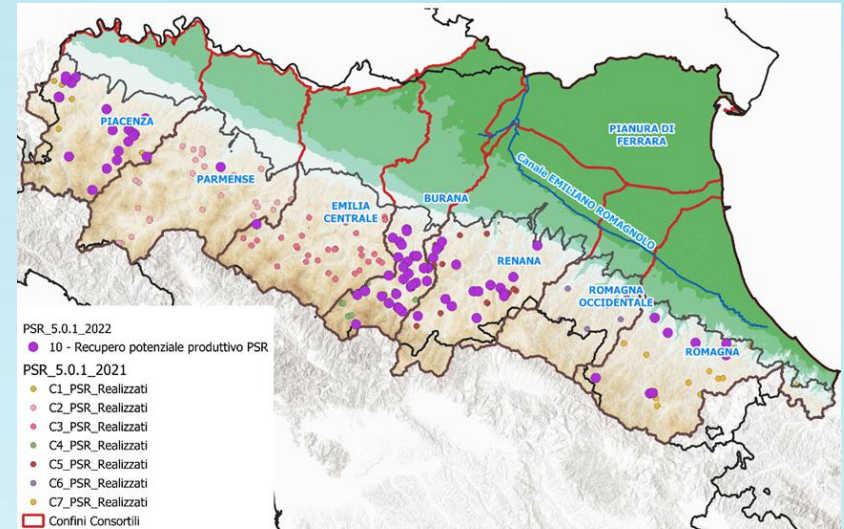 PIACENZA
PARMENSE
EMILIA
CENTRALE
BURANA
PIANURA DI
FERRARA
Canale EMILIANO ROMAGNOLO
RENANA
ROMAGNA
OCCIDENTALE
ROMAGNA
PSR_5.0.1_2022
10 - Recupero potenziale produttivo PSR
PSR_5.0.1_2021
C1_PSR_Realizzati
C2_PSR_Realizzati
C3_PSR_Realizzati
C4_PSR_Realizzati
C5_PSR_Realizzati
C6_PSR_Realizzati
C7_PSR_Realizzati
Confini Consortili